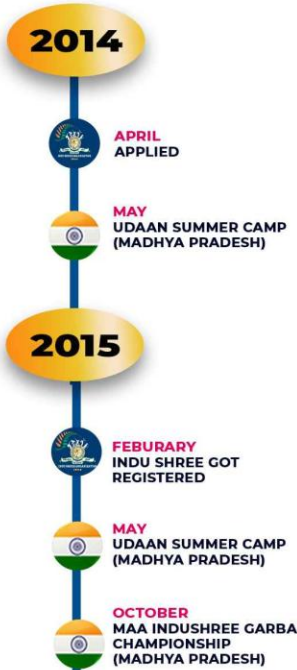 2014
APRIL
APPLIED
MAY
UDAAN SUMMER CAMP
(MADHYA PRADESH)
2015
FEBURARY
INDU SHREE GOT
REGISTERED
MAY
UDAAN SUMMER CAMP
(MADHYA PRADESH)
OCTOBER
MAA INDUSHREE GARBA
CHAMPIONSHIP
(MADHYA PRADESH)